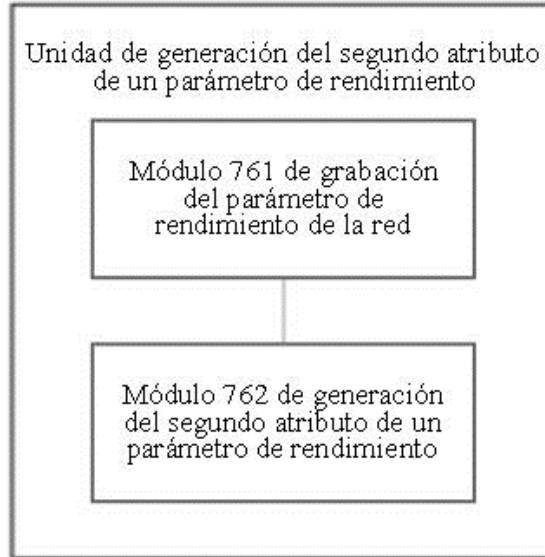 Unidad de generación del segundo atributo
de un parámetro de rendimiento
Módulo 761 de grabación
del parámetro de
rendimiento de la red
Módulo 762 de generación
del segundo atributo de un
parámetro de rendimiento